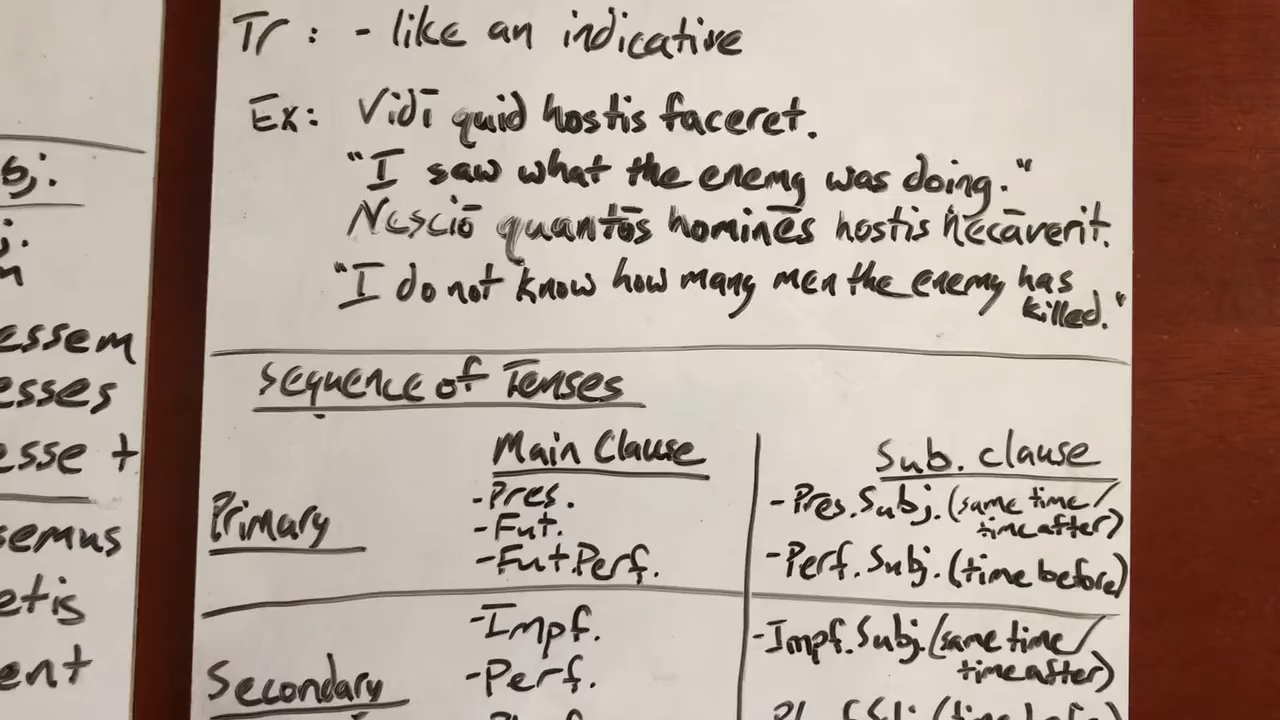 Tr : - like an indicative
Ex: Vidī quid hostis faceret.
"I saw what the enemy was doing."
Nesciō quantōs hominēs hostis necāverit.
"I do not know how many men the enemy has
killed."
Sequence of Tenses
Main Clause
Sub. clause
Primary
-Pres.
-Fut.
-Fut.Perf.
-Pres.Subj.(same time/
time after)
-Perf.Subj.(time before)
Secondary
-Impf.
-Perf.
-Impf.Subj.(same time/
time after)
bj:
j.
essem
esses
esse t
semus
etis
ent